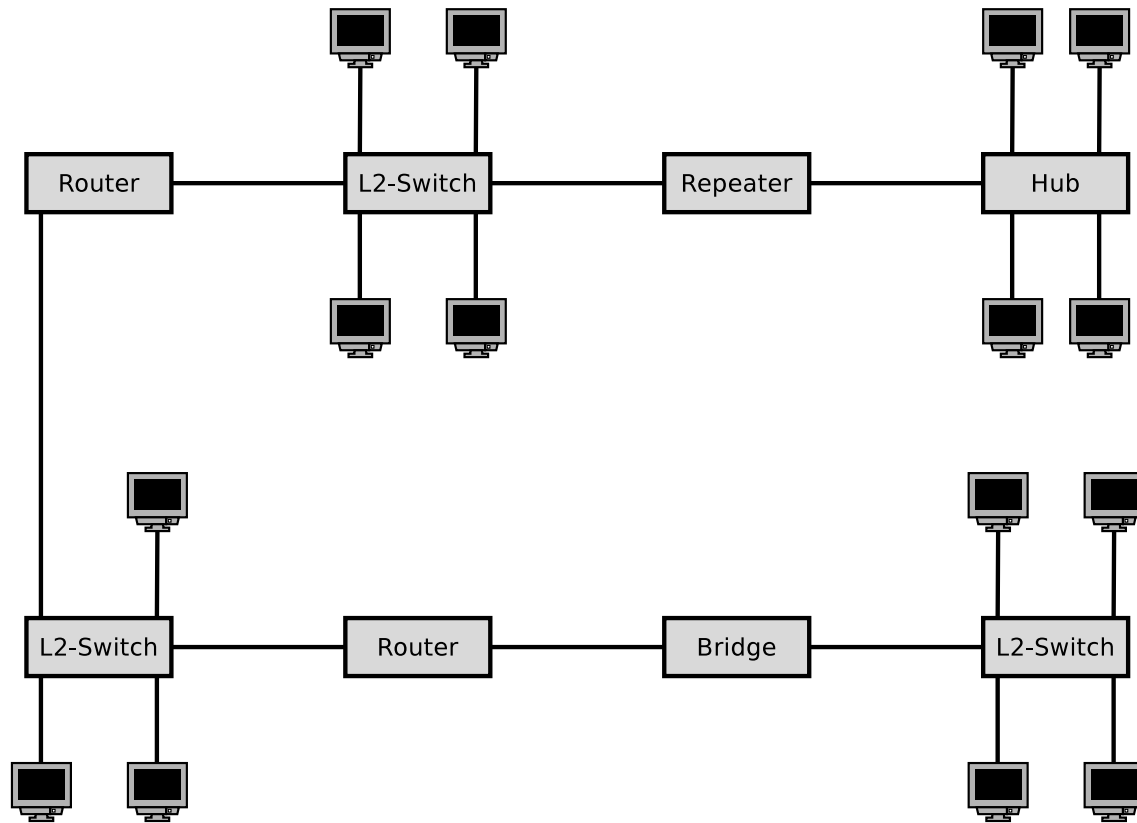 Router
L2-Switch
Repeater
Hub
L2-Switch
Router
Bridge
L2-Switch